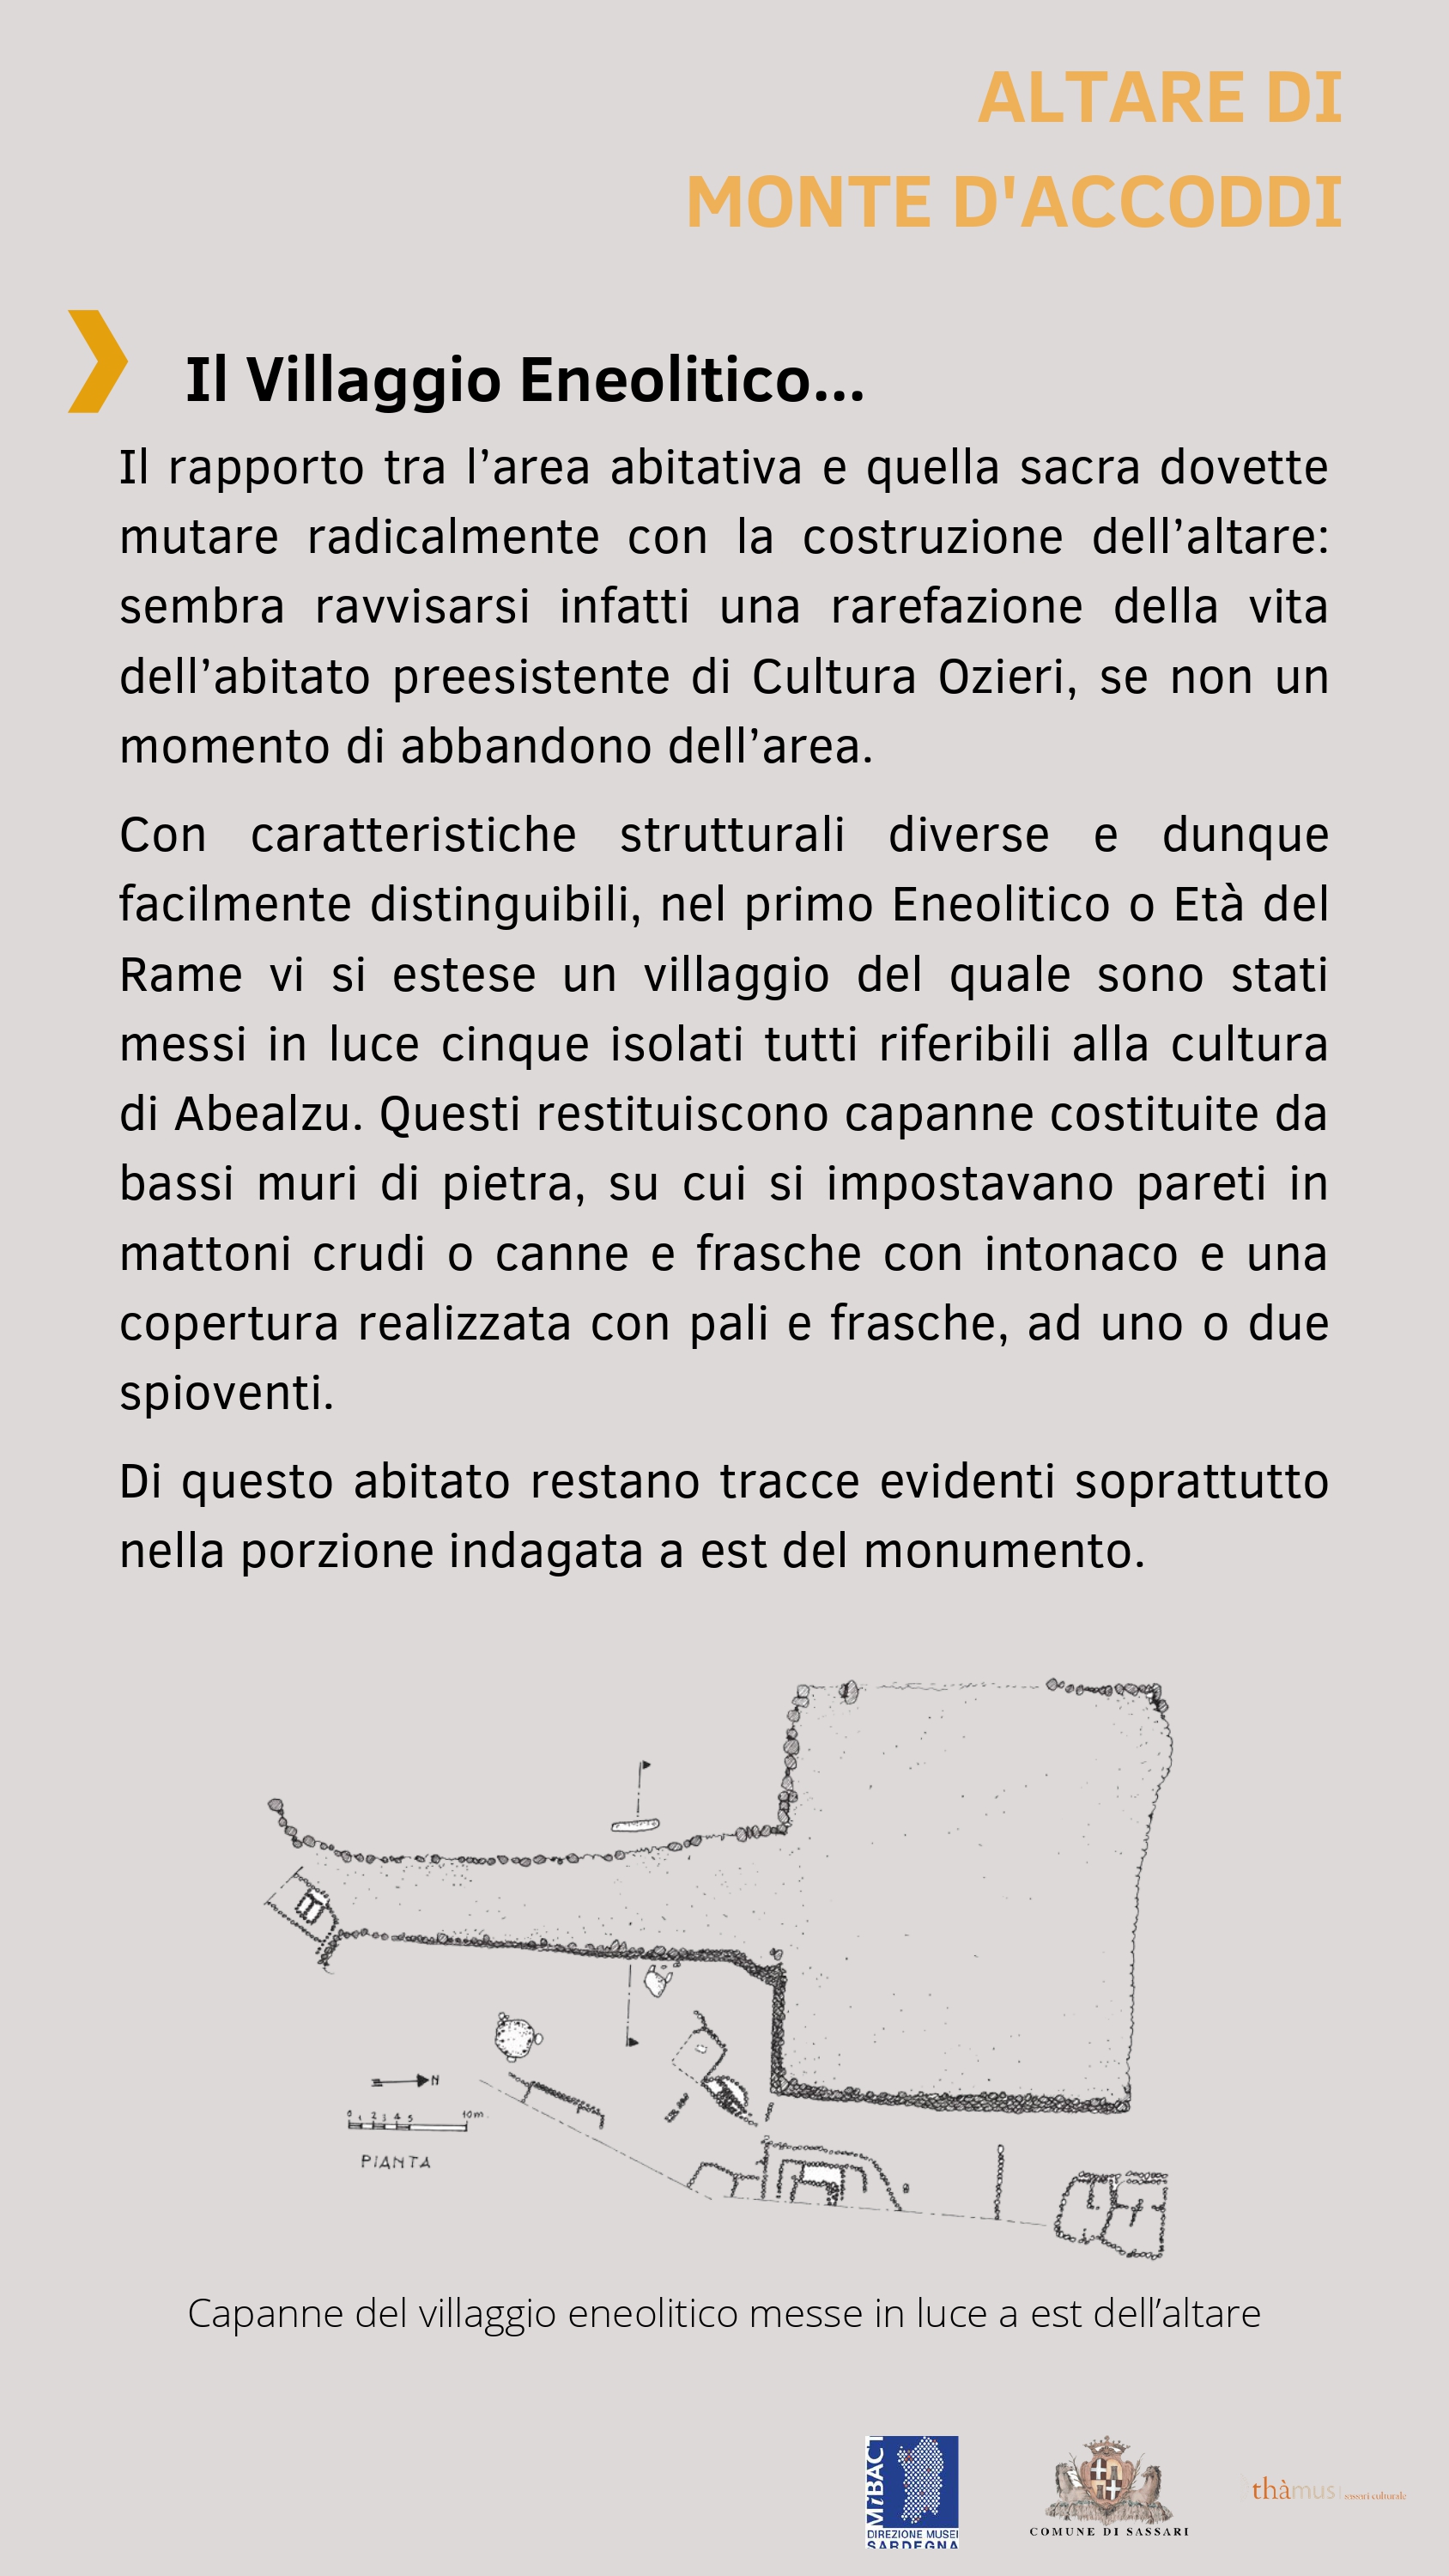 ALTARE DI
MONTE D'ACCODDI
Il Villaggio Eneolitico...
Il rapporto tra l’area abitativa e quella sacra dovette
mutare radicalmente con la costruzione dell’altare:
sembra ravvisarsi infatti una rarefazione della vita
dell’abitato preesistente di Cultura Ozieri, se non un
momento di abbandono dell’area.
Con caratteristiche strutturali diverse e dunque
facilmente distinguibili, nel primo Eneolitico o Età del
Rame vi si estese un villaggio del quale sono stati
messi in luce cinque isolati tutti riferibili alla cultura
di Abealzu. Questi restituiscono capanne costituite da
bassi muri di pietra, su cui si impostavano pareti in
mattoni crudi o canne e frasche con intonaco e una
copertura realizzata con pali e frasche, ad uno o due
spioventi.
Di questo abitato restano tracce evidenti soprattutto
nella porzione indagata a est del monumento.
N
0 1 2 3 4 5 10m.
PIANTA
Capanne del villaggio eneolitico messe in luce a est dell’altare
MiBACT
DIREZIONE MUSEI
SARDEGNA
COMUNE DI SASSARI
thàmus | sassari culturale